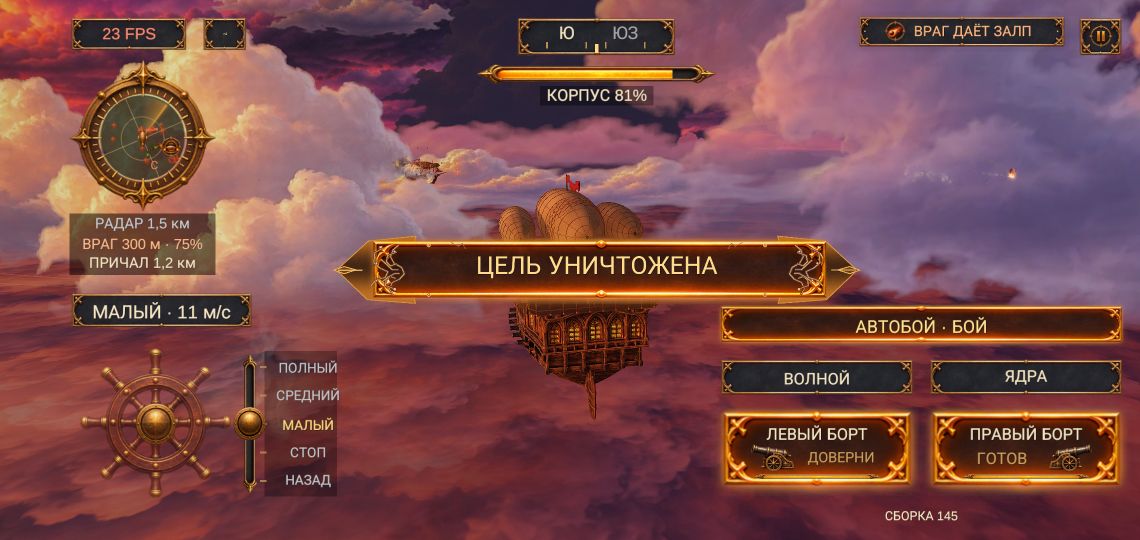 23 FPS
Ю ЮЗ
ВРАГ ДАЁТ ЗАЛП
КОРПУС 81%
РАДАР 1,5 км
ВРАГ 300 м · 75%
ПРИЧАЛ 1,2 км
ЦЕЛЬ УНИЧТОЖЕНА
МАЛЫЙ · 11 м/с
ПОЛНЫЙ
СРЕДНИЙ
МАЛЫЙ
СТОП
НАЗАД
АВТОБОЙ · БОЙ
ВОЛНОЙ
ЯДРА
ЛЕВЫЙ БОРТ
ДОВЕРНИ
ПРАВЫЙ БОРТ
ГОТОВ
СБОРКА 145